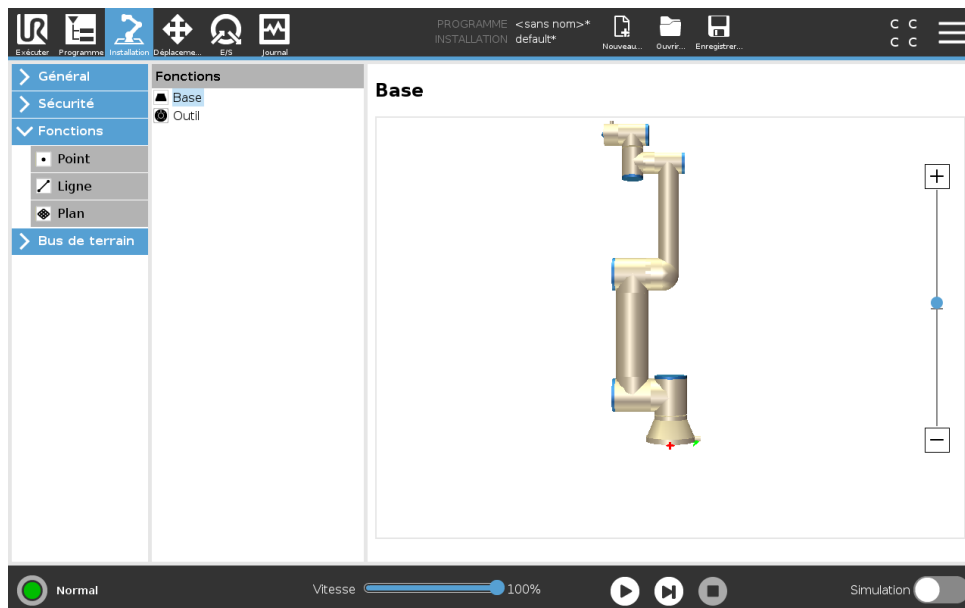 PROGRAMME <sans nom>*
INSTALLATION default*
Exécuter Programme Installation Déplaceme... E/S Journal Nouveau... Ouvrir... Enregistrer...
C C
C C
Général
Sécurité
Fonctions
Point
Ligne
Plan
Bus de terrain
Fonctions
Base
Outil
Base
Normal
Vitesse 100%
Simulation